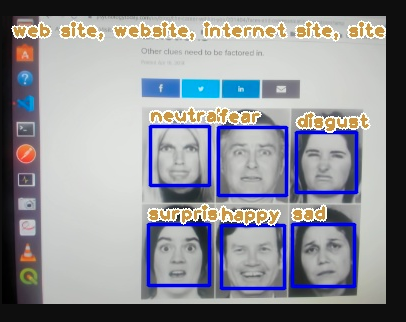 web site, website, internet site, site
Other clues need to be factored in.
neutral fear disgust
surprise happy sad